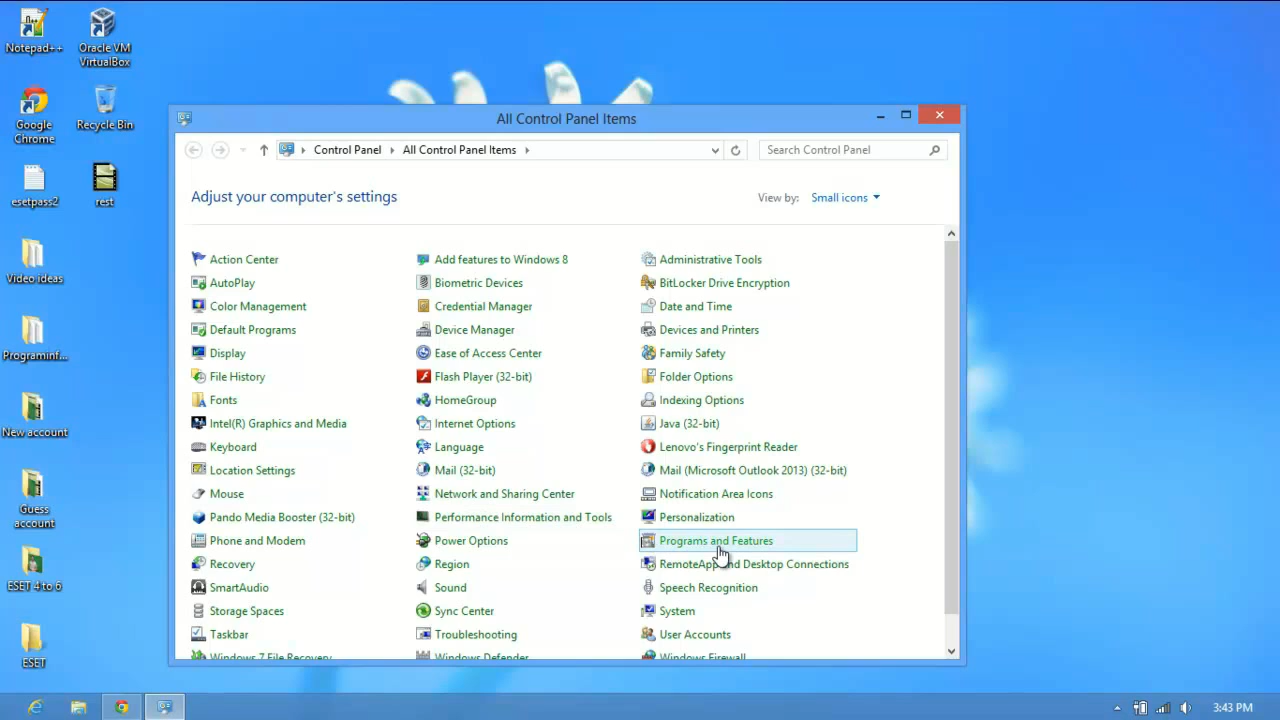 Notepad++
Oracle VM
VirtualBox
Google
Chrome
Recycle Bin
esetpass2
rest
Video ideas
Programinf...
New account
Guess
account
ESET 4 to 6
ESET
All Control Panel Items
Control Panel
All Control Panel Items
Search Control Panel
Adjust your computer's settings
View by:
Small icons
Action Center
Add features to Windows 8
Administrative Tools
AutoPlay
Biometric Devices
BitLocker Drive Encryption
Color Management
Credential Manager
Date and Time
Default Programs
Device Manager
Devices and Printers
Display
Ease of Access Center
Family Safety
File History
Flash Player (32-bit)
Folder Options
Fonts
HomeGroup
Indexing Options
Intel(R) Graphics and Media
Internet Options
Java (32-bit)
Keyboard
Language
Lenovo's Fingerprint Reader
Location Settings
Mail (32-bit)
Mail (Microsoft Outlook 2013) (32-bit)
Mouse
Network and Sharing Center
Notification Area Icons
Pando Media Booster (32-bit)
Performance Information and Tools
Personalization
Phone and Modem
Power Options
Programs and Features
Recovery
Region
RemoteApp and Desktop Connections
SmartAudio
Sound
Speech Recognition
Storage Spaces
Sync Center
System
Taskbar
Troubleshooting
User Accounts
Windows 7 File Recovery
Windows Defender
Windows Firewall
3:43 PM